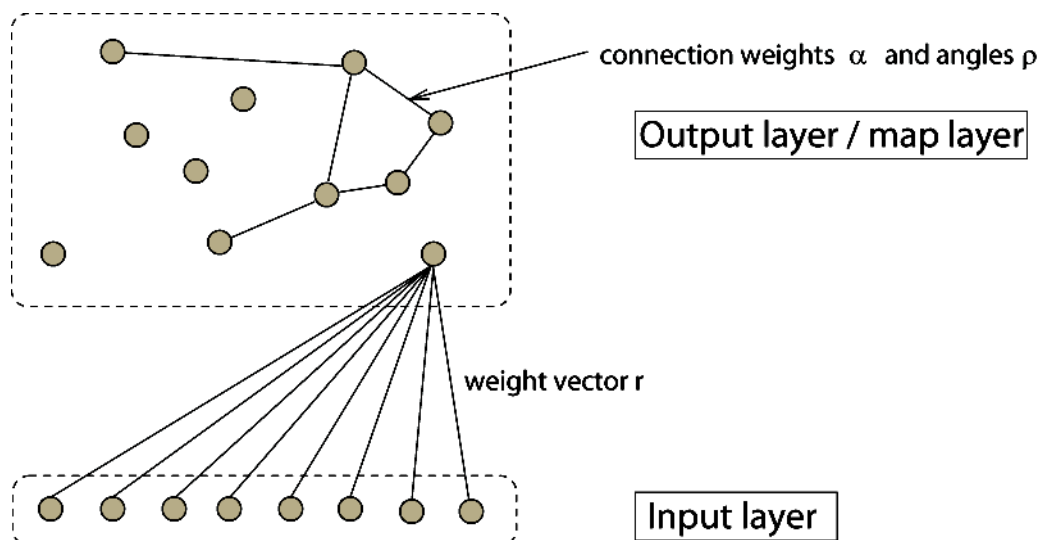 connection weights α and angles ρ
Output layer / map layer
weight vector r
Input layer